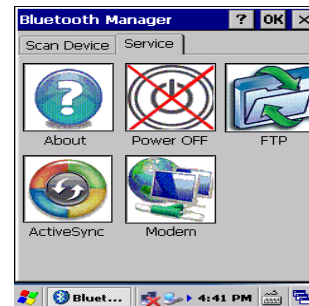 Bluetooth Manager ? OK ×
Scan Device Service
About Power OFF FTP
ActiveSync Modem
Bluet... 4:41 PM